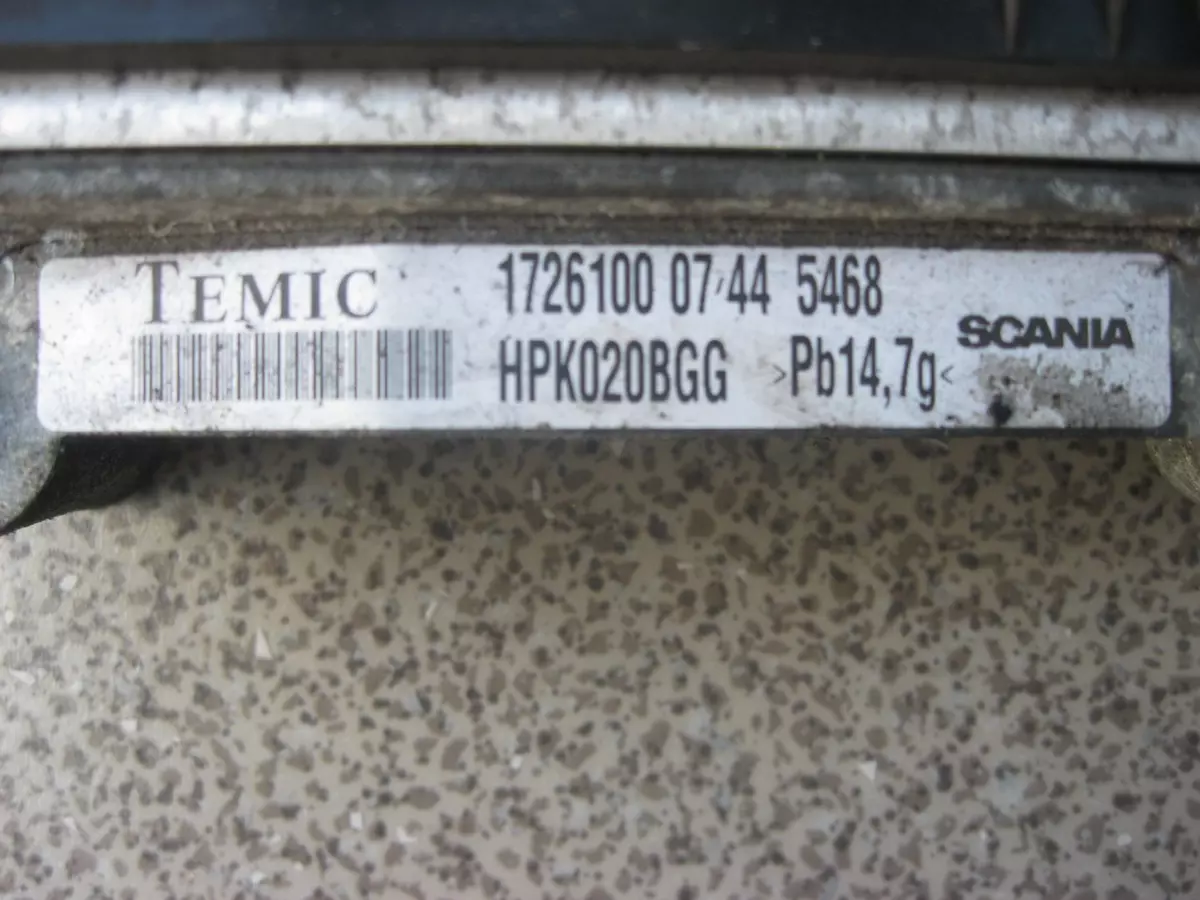 TEMIC
1726100 07/44 5468
HPK020BGG >Pb14,7g<
SCANIA